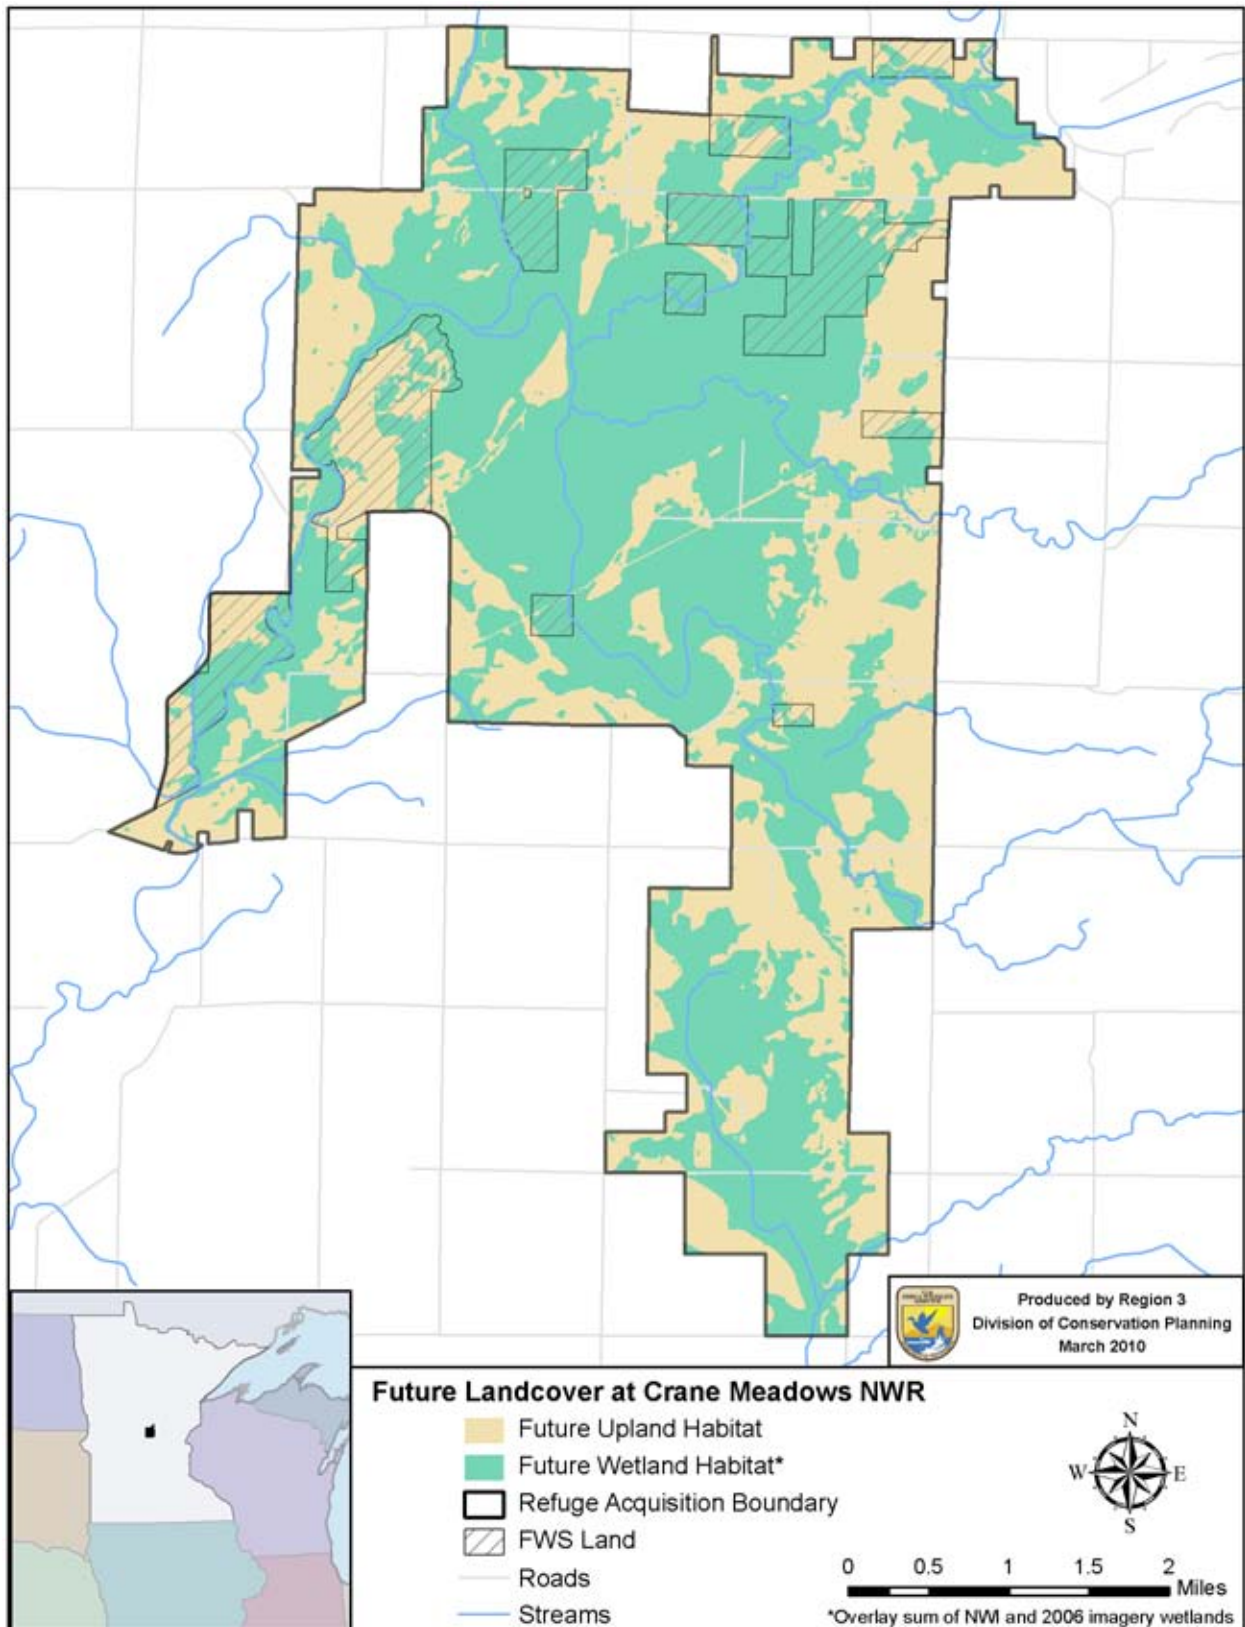 Produced by Region 3
Division of Conservation Planning
March 2010
Future Landcover at Crane Meadows NWR
Future Upland Habitat
Future Wetland Habitat*
Refuge Acquisition Boundary
FWS Land
Roads
Streams
N
W E
S
0 0.5 1 1.5 2
Miles
*Overlay sum of NWI and 2006 imagery wetlands